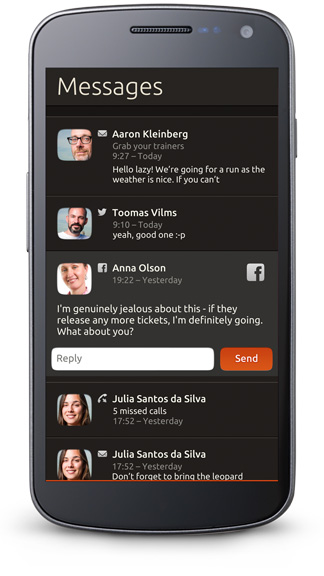 Messages
Aaron Kleinberg
Grab your trainers
9:27 – Today
Hello lazy! We're going for a run as the
weather is nice. If you can't
Toomas Vilms
9:10 – Today
yeah, good one :-p
Anna Olson
19:22 – Yesterday
I'm genuinely jealous about this - if they
release any more tickets, I'm definitely going.
What about you?
Reply
Send
Julia Santos da Silva
5 missed calls
17:52 – Yesterday
Julia Santos da Silva
17:52 – Yesterday
Don't forget to bring the leopard